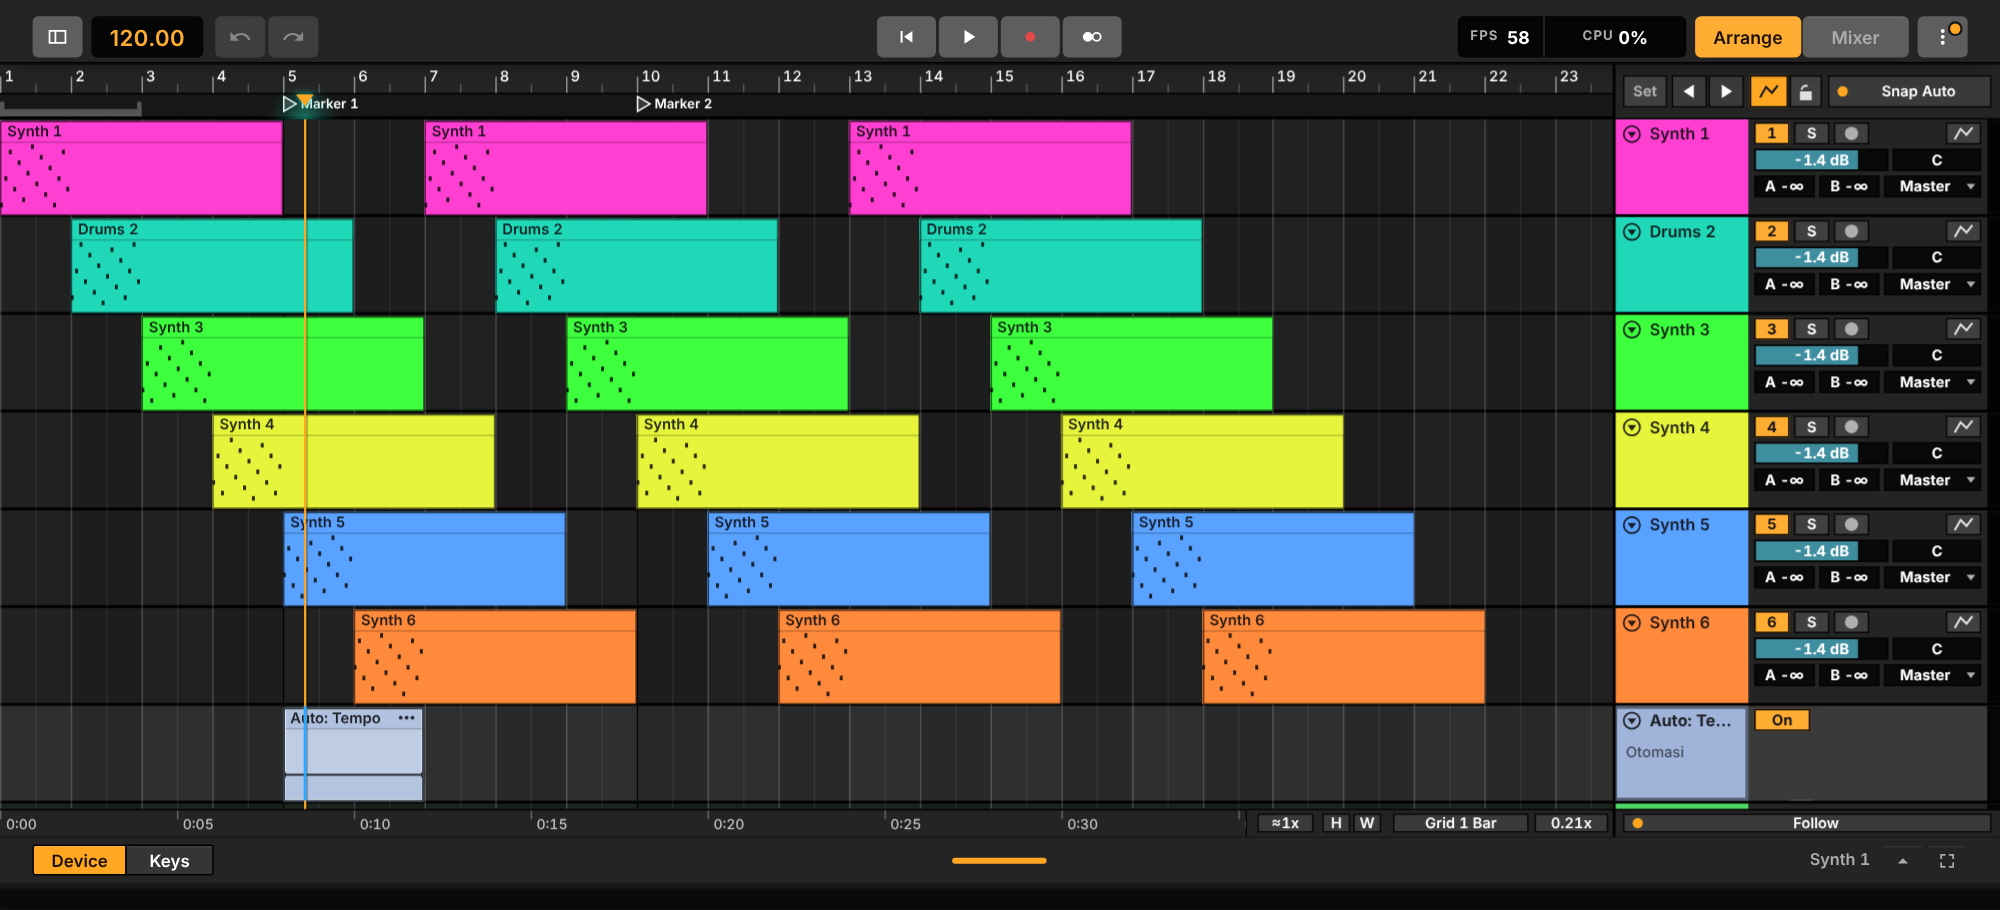 120.00
FPS 58
CPU 0%
Arrange
Mixer
1 2 3 4 5 6 7 8 9 10 11 12 13 14 15 16 17 18 19 20 21 22 23
Marker 1
Marker 2
Set
Snap Auto
Synth 1 Synth 1 Synth 1
Synth 1
1 S
-1.4 dB C
A -∞ B -∞ Master
Drums 2 Drums 2 Drums 2
Drums 2
2 S
-1.4 dB C
A -∞ B -∞ Master
Synth 3 Synth 3 Synth 3
Synth 3
3 S
-1.4 dB C
A -∞ B -∞ Master
Synth 4 Synth 4 Synth 4
Synth 4
4 S
-1.4 dB C
A -∞ B -∞ Master
Synth 5 Synth 5 Synth 5
Synth 5
5 S
-1.4 dB C
A -∞ B -∞ Master
Synth 6 Synth 6 Synth 6
Synth 6
6 S
-1.4 dB C
A -∞ B -∞ Master
Auto: Tempo •••
Auto: Te...
On
Otomasi
0:00 0:05 0:10 0:15 0:20 0:25 0:30
≈1x
H W
Grid 1 Bar
0.21x
Follow
Device
Keys
Synth 1